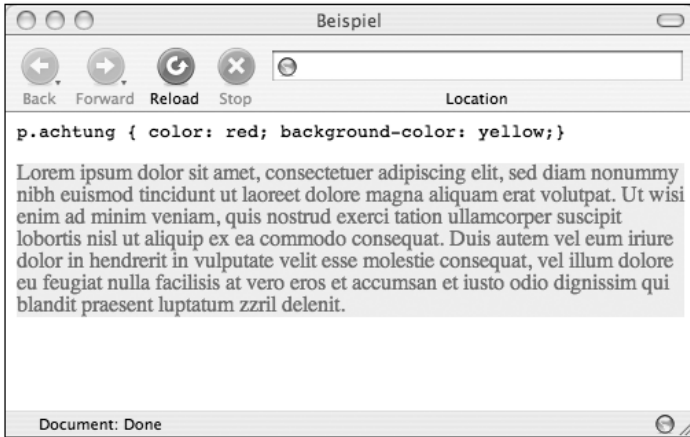 Beispiel
Back Forward Reload Stop Location
p.achtung { color: red; background-color: yellow;}
Lorem ipsum dolor sit amet, consectetuer adipiscing elit, sed diam nonummy
nibh euismod tincidunt ut laoreet dolore magna aliquam erat volutpat. Ut wisi
enim ad minim veniam, quis nostrud exerci tation ullamcorper suscipit
lobortis nisl ut aliquip ex ea commodo consequat. Duis autem vel eum iriure
dolor in hendrerit in vulputate velit esse molestie consequat, vel illum dolore
eu feugiat nulla facilisis at vero eros et accumsan et iusto odio dignissim qui
blandit praesent luptatum zzril delenit.
Document: Done